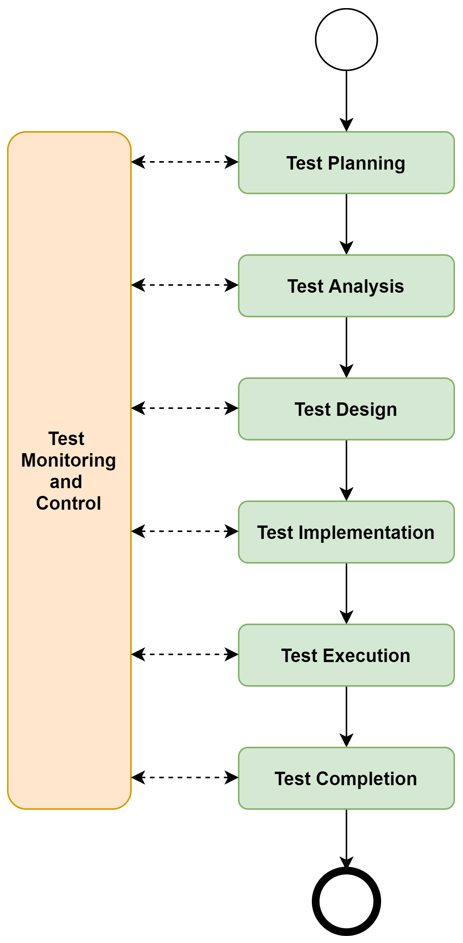 Test Planning
Test Analysis
Test Design
Test
Monitoring
and
Control
Test Implementation
Test Execution
Test Completion